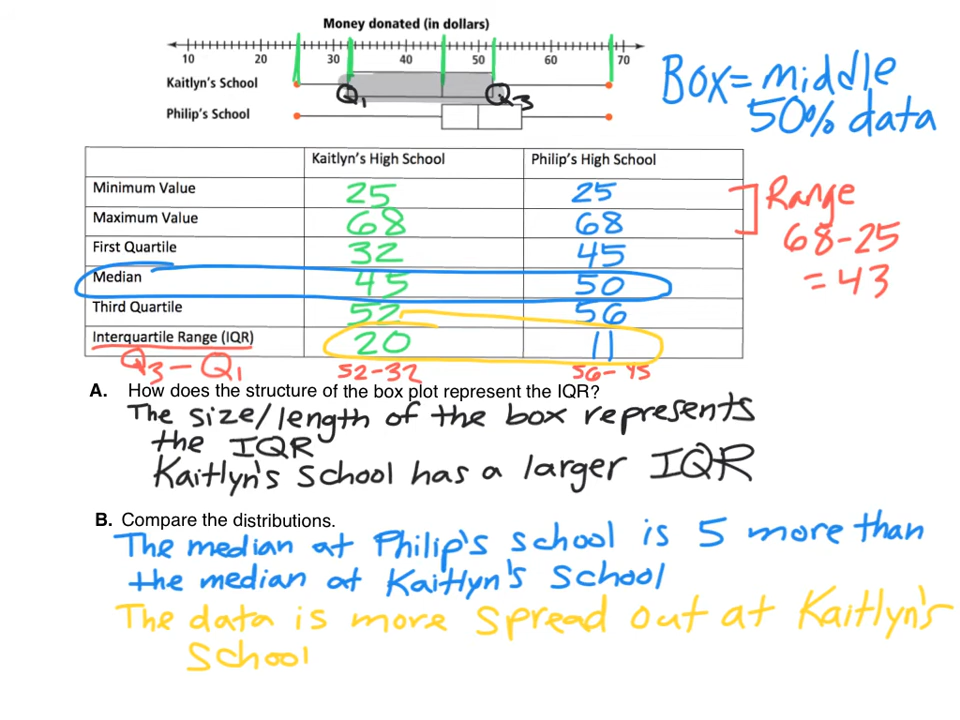 Money donated (in dollars)
10 20 30 40 50 60 70
Kaitlyn's School
Q1 Q3
Philip's School
Box = middle
50% data
Kaitlyn's High School Philip's High School
Minimum Value 25 25
Maximum Value 68 68
First Quartile 32 45
Median 45 50
Third Quartile 52 56
Interquartile Range (IQR) 20 11
Range
68-25
= 43
Q3 - Q1 52-32 56-45
A. How does the structure of the box plot represent the IQR?
The size/length of the box represents
the IQR
Kaitlyn's school has a larger IQR
B. Compare the distributions.
The median at Philip's school is 5 more than
the median at Kaitlyn's school
The data is more spread out at Kaitlyn's
school